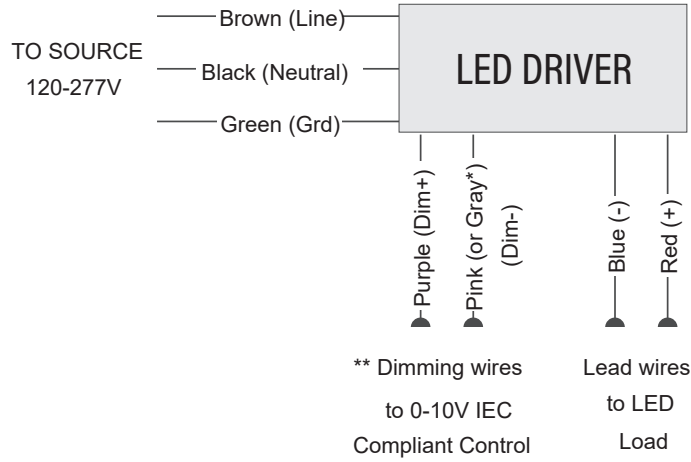 Brown (Line)
TO SOURCE
120-277V
Black (Neutral)
Green (Grd)
LED DRIVER
Purple (Dim+)
Pink (or Gray*)
(Dim-)
Blue (-)
Red (+)
** Dimming wires
to 0-10V IEC
Compliant Control
Lead wires
to LED
Load